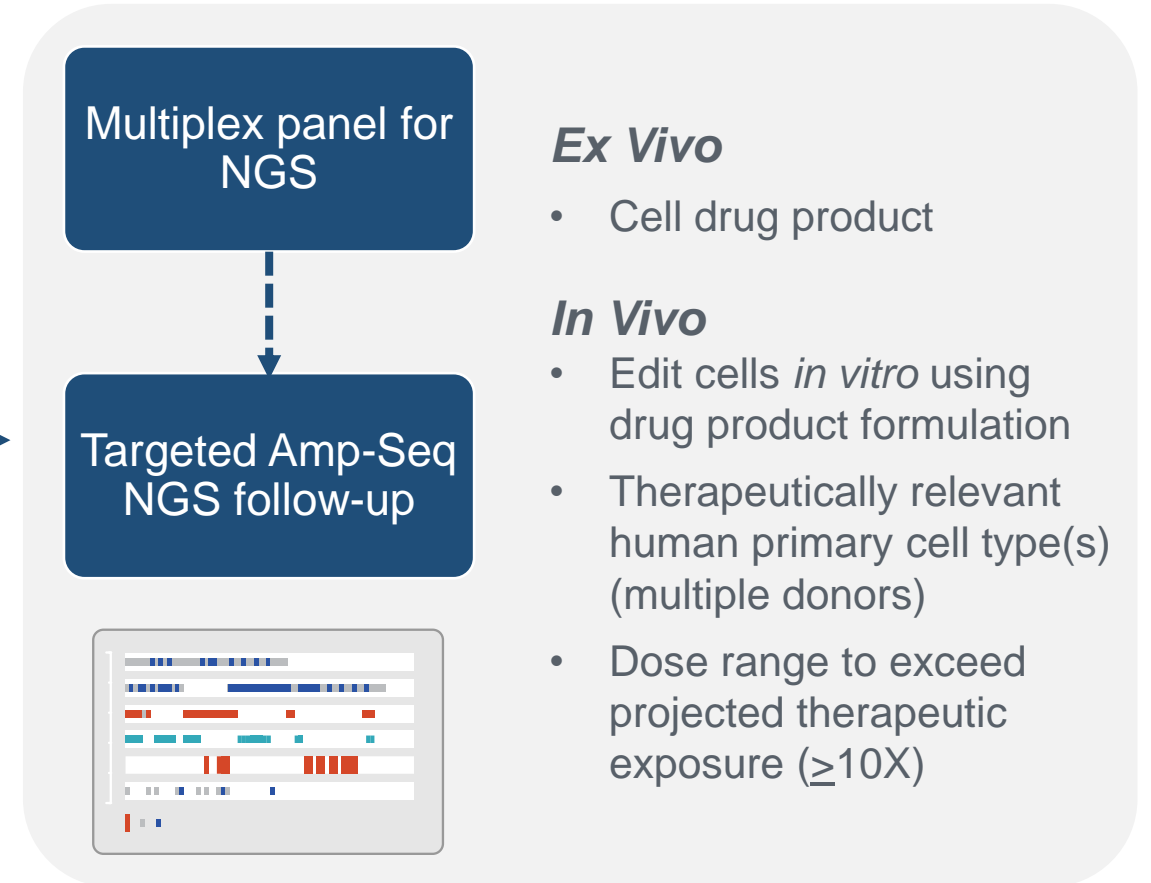 Multiplex panel for
NGS
Targeted Amp-Seq
NGS follow-up
Ex Vivo
• Cell drug product
In Vivo
• Edit cells in vitro using
drug product formulation
• Therapeutically relevant
human primary cell type(s)
(multiple donors)
• Dose range to exceed
projected therapeutic
exposure (≥10X)